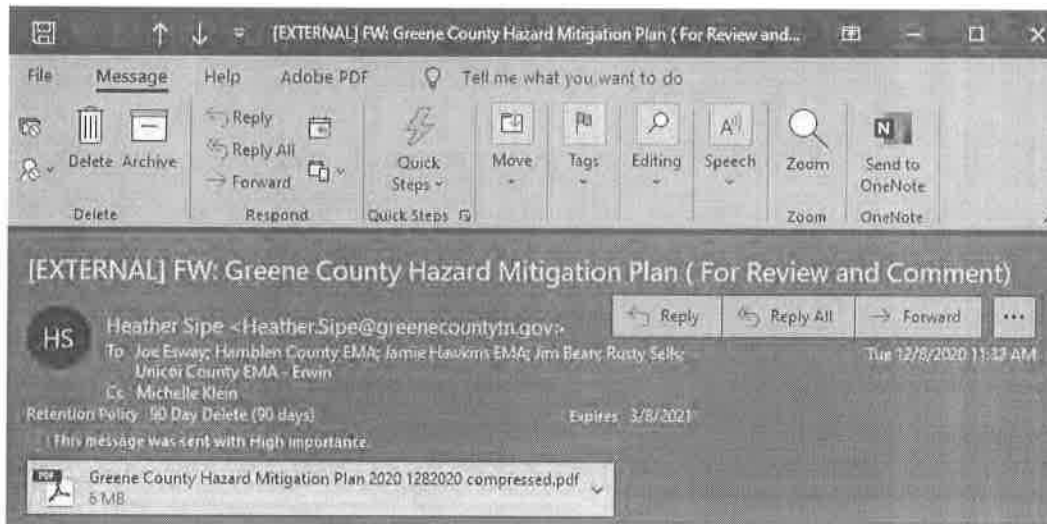 [EXTERNAL] FW: Greene County Hazard Mitigation Plan ( For Review and...
File Message Help Adobe PDF Tell me what you want to do
Delete Archive
Reply
Reply All
Forward
Quick Steps
Move
Tags
Editing
Speech
Zoom
Send to OneNote
Delete Respond Quick Steps Zoom OneNote
[EXTERNAL] FW: Greene County Hazard Mitigation Plan ( For Review and Comment)
HS
Heather Sipe <Heather.Sipe@greenecountytn.gov>
Reply Reply All Forward ...
To Joe Esway; Hamblen County EMA; Jamie Hawkins EMA; Jim Bean; Rusty Sells;
Unicoi County EMA - Erwin
Tue 12/8/2020 11:33 AM
Cc Michelle Klein
Retention Policy 90 Day Delete (90 days) Expires 3/8/2021
This message was sent with High importance.
PDF
Greene County Hazard Mitigation Plan 2020 1282020 compressed.pdf
6 MB